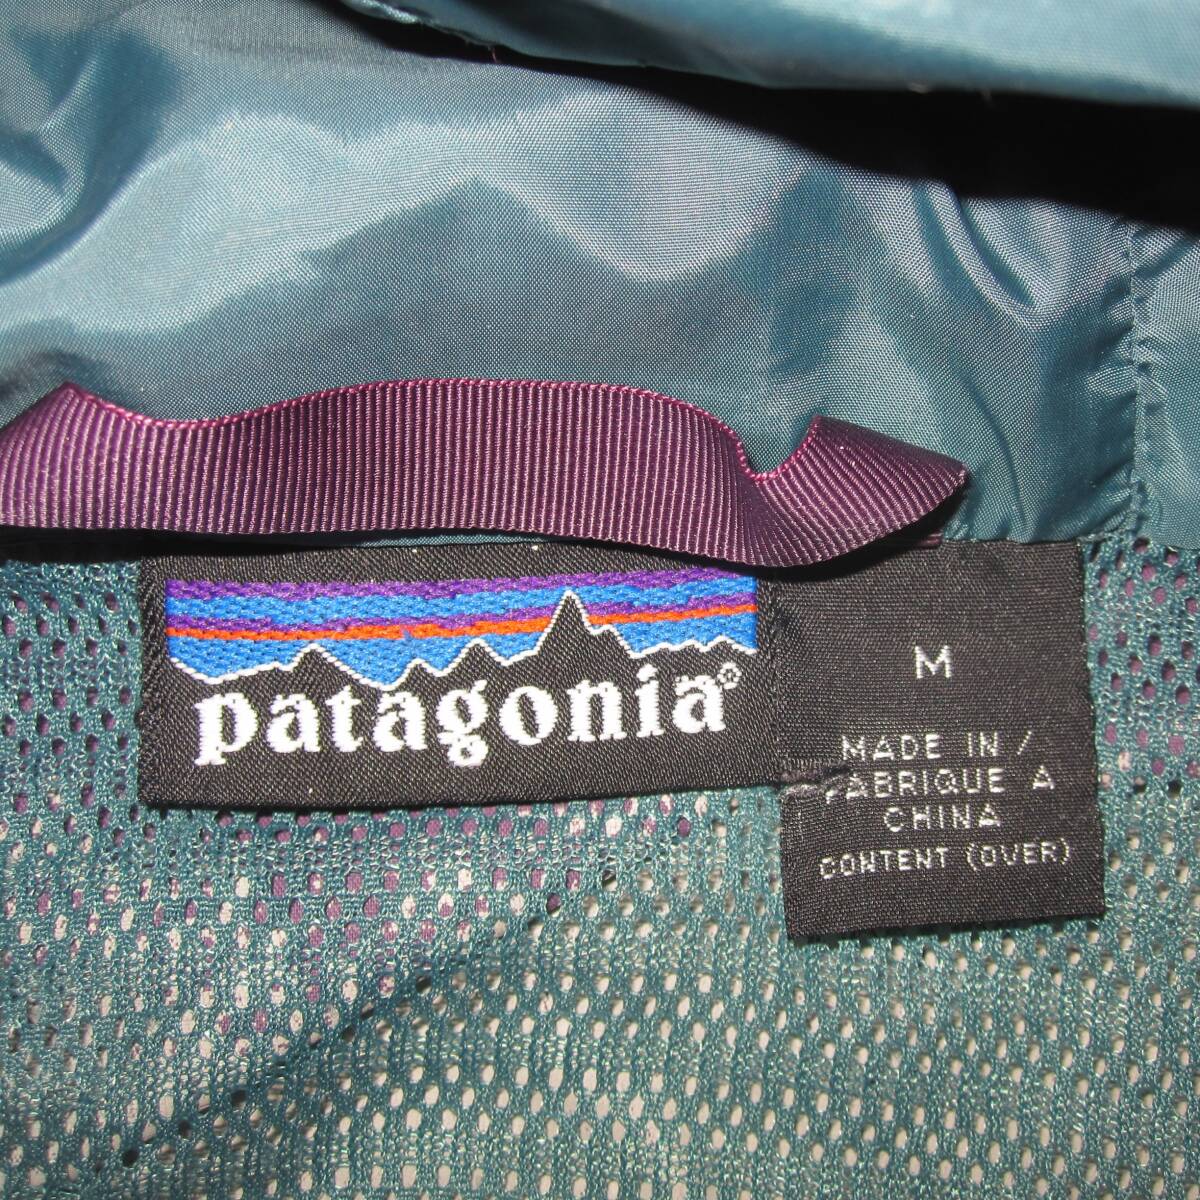 patagonia®
M
MADE IN /
FABRIQUE A
CHINA
CONTENT (OVER)